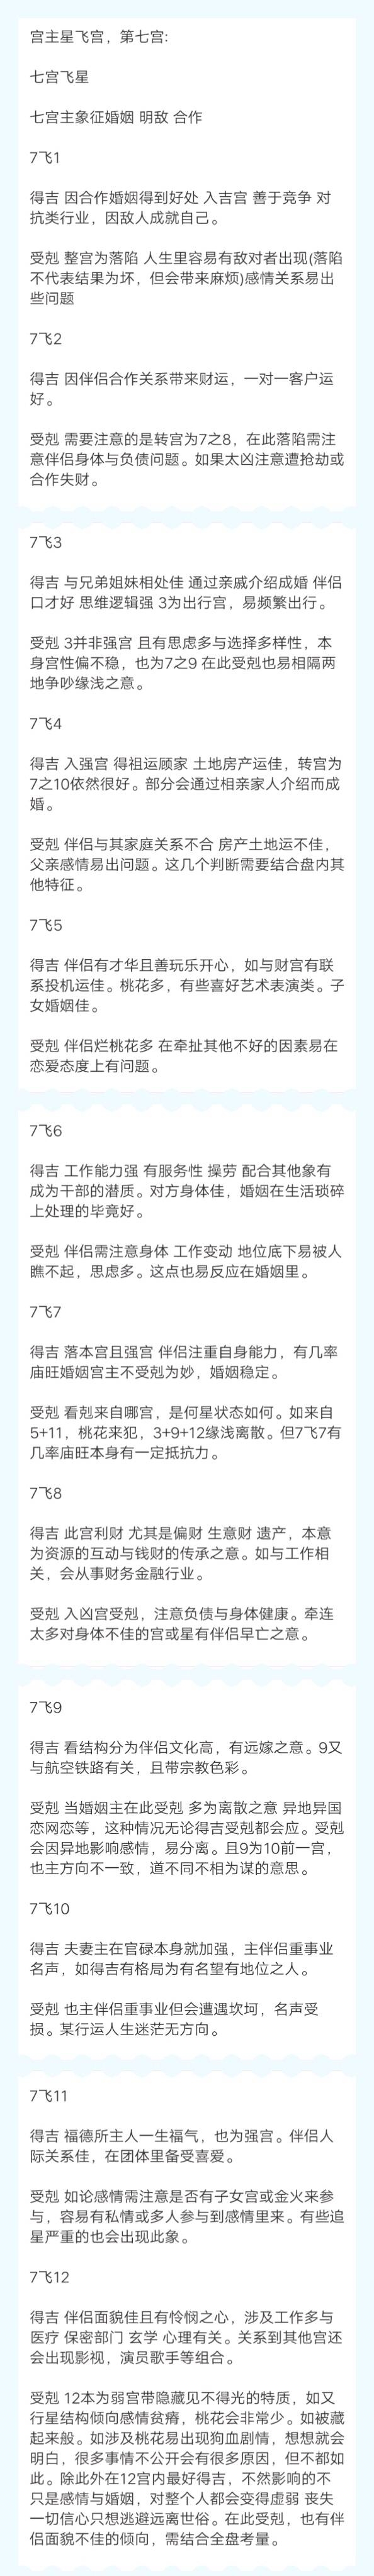 宫主星飞宫，第七宫:
七宫飞星
七宫主象征婚姻 明敌 合作
7飞1
得吉 因合作婚姻得到好处 入吉宫 善于竞争 对
抗类行业，因敌人成就自己。
受剋 整宫为落陷 人生里容易有敌对者出现(落陷
不代表结果为坏，但会带来麻烦)感情关系易出
些问题
7飞2
得吉 因伴侣合作关系带来财运，一对一客户运
好。
受剋 需要注意的是转宫为7之8，在此落陷需注
意伴侣身体与负债问题。如果太凶注意遭抢劫或
合作失财。
7飞3
得吉 与兄弟姐妹相处佳 通过亲戚介绍成婚 伴侣
口才好 思维逻辑强 3为出行宫，易频繁出行。
受剋 3并非强宫 且有思虑多与选择多样性，本
身宫性偏不稳，也为7之9 在此受剋也易相隔两
地争吵缘浅之意。
7飞4
得吉 入强宫 得祖运顾家 土地房产运佳，转宫为
7之10依然很好。部分会通过相亲家人介绍而成
婚。
受剋 伴侣与其家庭关系不合 房产土地运不佳，
父亲感情易出问题。这几个判断需要结合盘内其
他特征。
7飞5
得吉 伴侣有才华且善玩乐开心，如与财宫有联
系投机运佳。桃花多，有些喜好艺术表演类。子
女婚姻佳。
受剋 伴侣烂桃花多 在牵扯其他不好的因素易在
恋爱态度上有问题。
7飞6
得吉 工作能力强 有服务性 操劳 配合其他象有
成为干部的潜质。对方身体佳，婚姻在生活琐碎
上处理的毕竟好。
受剋 伴侣需注意身体 工作变动 地位底下易被人
瞧不起，思虑多。这点也易反应在婚姻里。
7飞7
得吉 落本宫且强宫 伴侣注重自身能力，有几率
庙旺婚姻宫主不受剋为妙，婚姻稳定。
受剋 看剋来自哪宫，是何星状态如何。如来自
5+11，桃花来犯，3+9+12缘浅离散。但7飞7有
几率庙旺本身有一定抵抗力。
7飞8
得吉 此宫利财 尤其是偏财 生意财 遗产，本意
为资源的互动与钱财的传承之意。如与工作相
关，会从事财务金融行业。
受剋 入凶宫受剋，注意负债与身体健康。牵连
太多对身体不佳的宫或星有伴侣早亡之意。
7飞9
得吉 看结构分为伴侣文化高，有远嫁之意。9又
与航空铁路有关，且带宗教色彩。
受剋 当婚姻主在此受剋 多为离散之意 异地异国
恋网恋等，这种情况无论得吉受剋都会应。受剋
会因异地影响感情，易分离。且9为10前一宫，
也主方向不一致，道不同不相为谋的意思。
7飞10
得吉 夫妻主在官禄本身就加强，主伴侣重事业
名声，如得吉有格局为有名望有地位之人。
受剋 也主伴侣重事业但会遭遇坎坷，名声受
损。某行运人生迷茫无方向。
7飞11
得吉 福德所主人一生福气，也为强宫。伴侣人
际关系佳，在团体里备受喜爱。
受剋 如论感情需注意是否有子女宫或金火来参
与，容易有私情或多人参与到感情里来。有些追
星严重的也会出现此象。
7飞12
得吉 伴侣面貌佳且有怜悯之心，涉及工作多与
医疗 保密部门 玄学 心理有关。关系到其他宫还
会出现影视，演员歌手等组合。
受剋 12本为弱宫带隐藏见不得光的特质，如又
行星结构倾向感情贫瘠，桃花会非常少。如被藏
起来般。如涉及桃花易出现狗血剧情，想想就会
明白，很多事情不公开会有很多原因，但不都如
此。除此外在12宫内最好得吉，不然影响的不
只是感情与婚姻，对整个人都会变得虚弱 丧失
一切信心只想逃避远离世俗。在此受剋，也有伴
侣面貌不佳的倾向，需结合全盘考量。